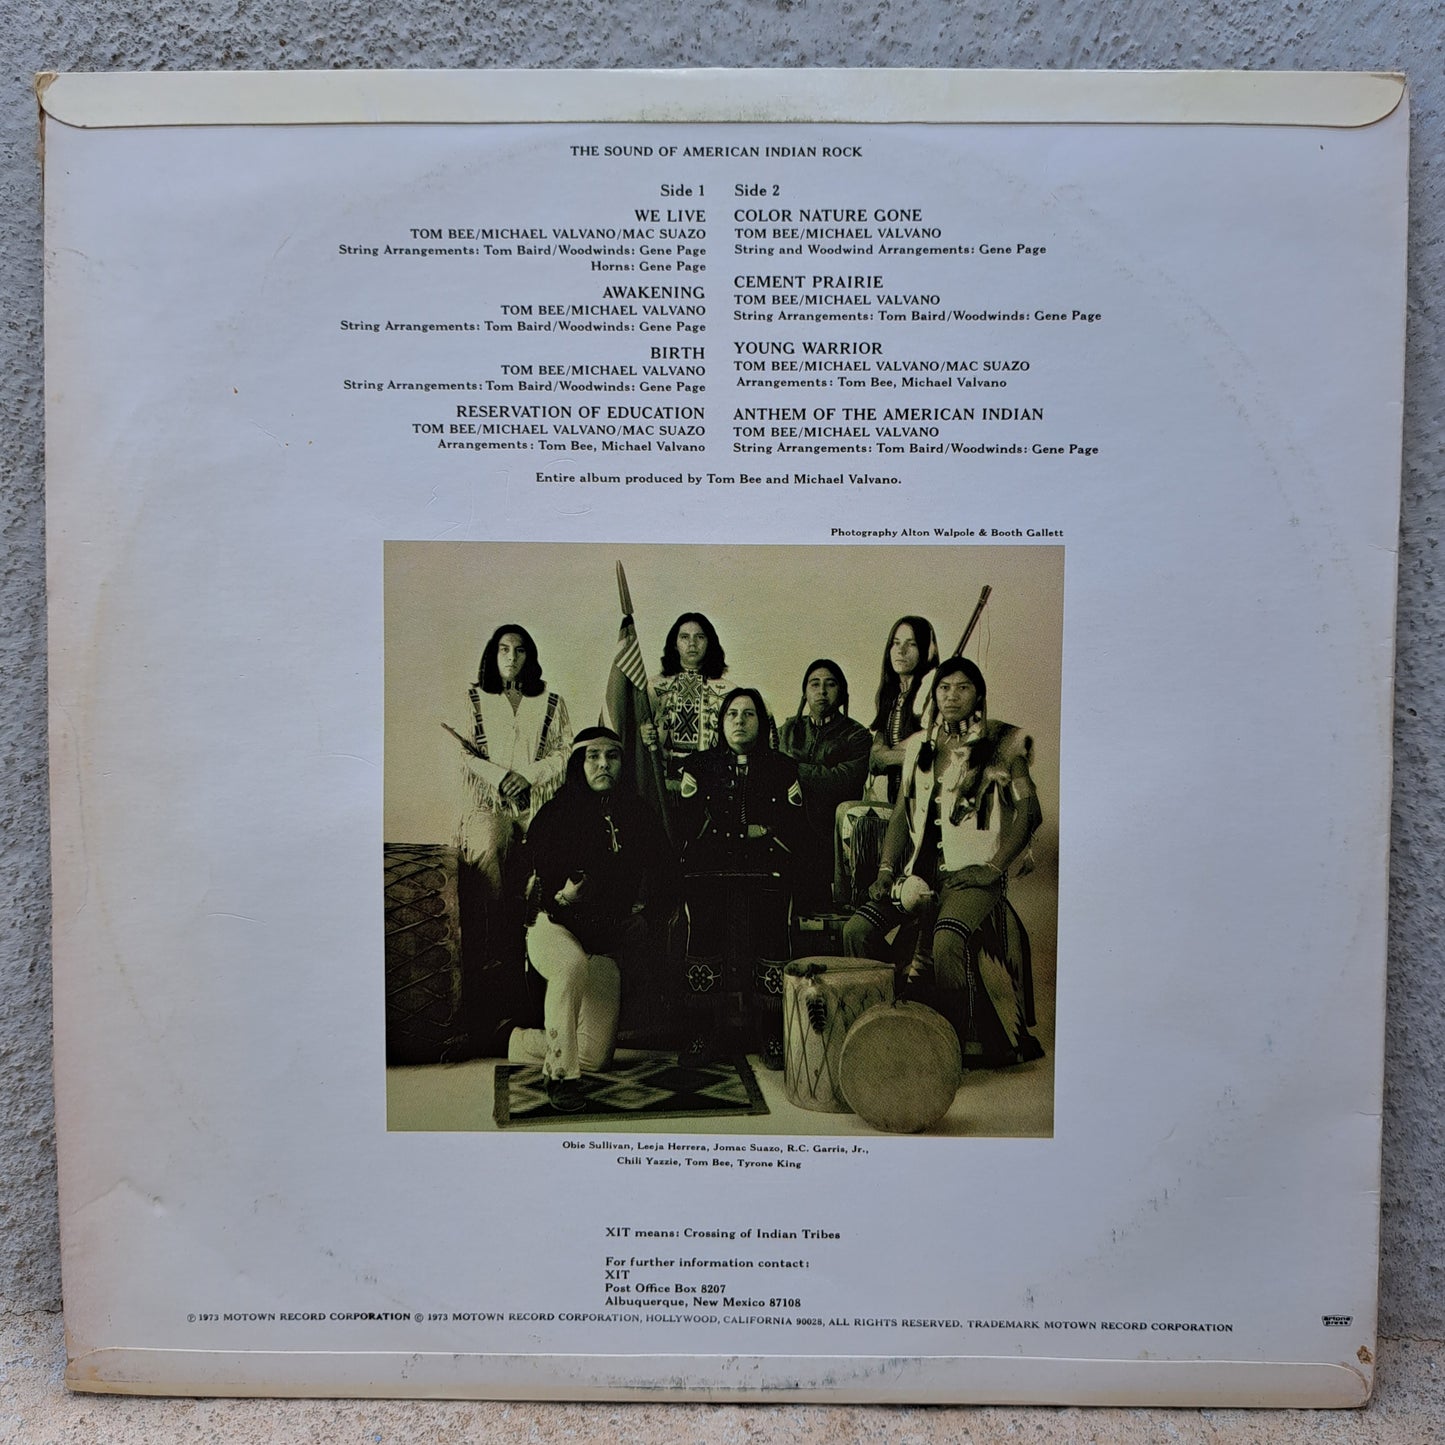 THE SOUND OF AMERICAN INDIAN ROCK
Side 1
WE LIVE
TOM BEE/MICHAEL VALVANO/MAC SUAZO
String Arrangements: Tom Baird/Woodwinds: Gene Page
Horns: Gene Page
AWAKENING
TOM BEE/MICHAEL VALVANO
String Arrangements: Tom Baird/Woodwinds: Gene Page
BIRTH
TOM BEE/MICHAEL VALVANO
String Arrangements: Tom Baird/Woodwinds: Gene Page
RESERVATION OF EDUCATION
TOM BEE/MICHAEL VALVANO/MAC SUAZO
Arrangements: Tom Bee, Michael Valvano
Side 2
COLOR NATURE GONE
TOM BEE/MICHAEL VALVANO
String and Woodwind Arrangements: Gene Page
CEMENT PRAIRIE
TOM BEE/MICHAEL VALVANO
String Arrangements: Tom Baird/Woodwinds: Gene Page
YOUNG WARRIOR
TOM BEE/MICHAEL VALVANO/MAC SUAZO
Arrangements: Tom Bee, Michael Valvano
ANTHEM OF THE AMERICAN INDIAN
TOM BEE/MICHAEL VALVANO
String Arrangements: Tom Baird/Woodwinds: Gene Page
Entire album produced by Tom Bee and Michael Valvano.
Photography Alton Walpole & Booth Gallett
Obie Sullivan, Leeja Herrera, Jomac Suazo, R.C. Garris, Jr.,
Chili Yazzie, Tom Bee, Tyrone King
XIT means: Crossing of Indian Tribes
For further information contact:
XIT
Post Office Box 8207
Albuquerque, New Mexico 87108
℗ 1973 MOTOWN RECORD CORPORATION © 1973 MOTOWN RECORD CORPORATION, HOLLYWOOD, CALIFORNIA 90028, ALL RIGHTS RESERVED. TRADEMARK MOTOWN RECORD CORPORATION
artone
press